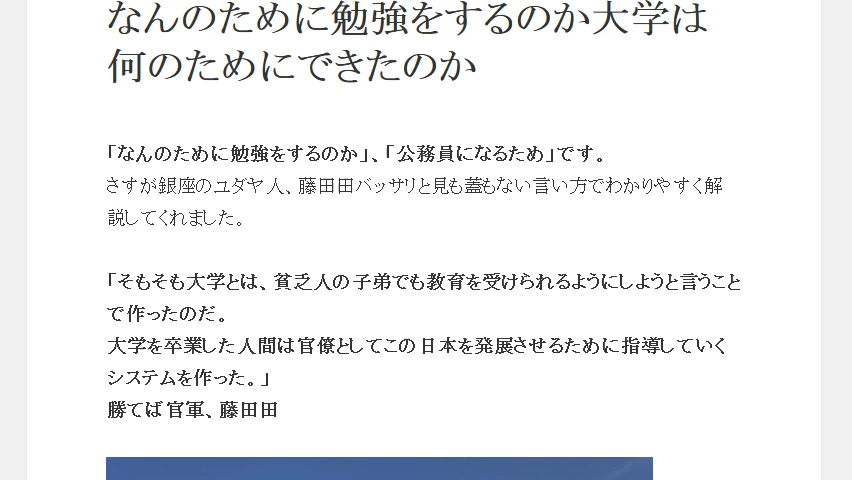 なんのために勉強をするのか大学は
何のためにできたのか
「なんのために勉強をするのか」、「公務員になるため」です。
さすが銀座のユダヤ人、藤田田バッサリと見も蓋もない言い方でわかりやすく解
説してくれました。
「そもそも大学とは、貧乏人の子弟でも教育を受けられるようにしようと言うこと
で作ったのだ。
大学を卒業した人間は官僚としてこの日本を発展させるために指導していく
システムを作った。」
勝てば官軍、藤田田